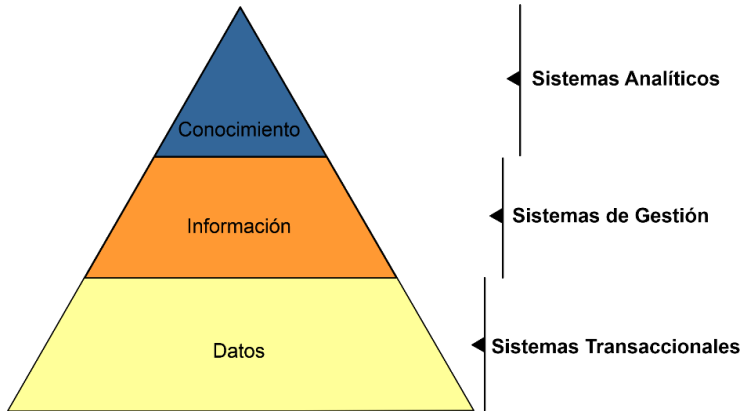 Conocimiento
Sistemas Analíticos
Información
Sistemas de Gestión
Datos
Sistemas Transaccionales